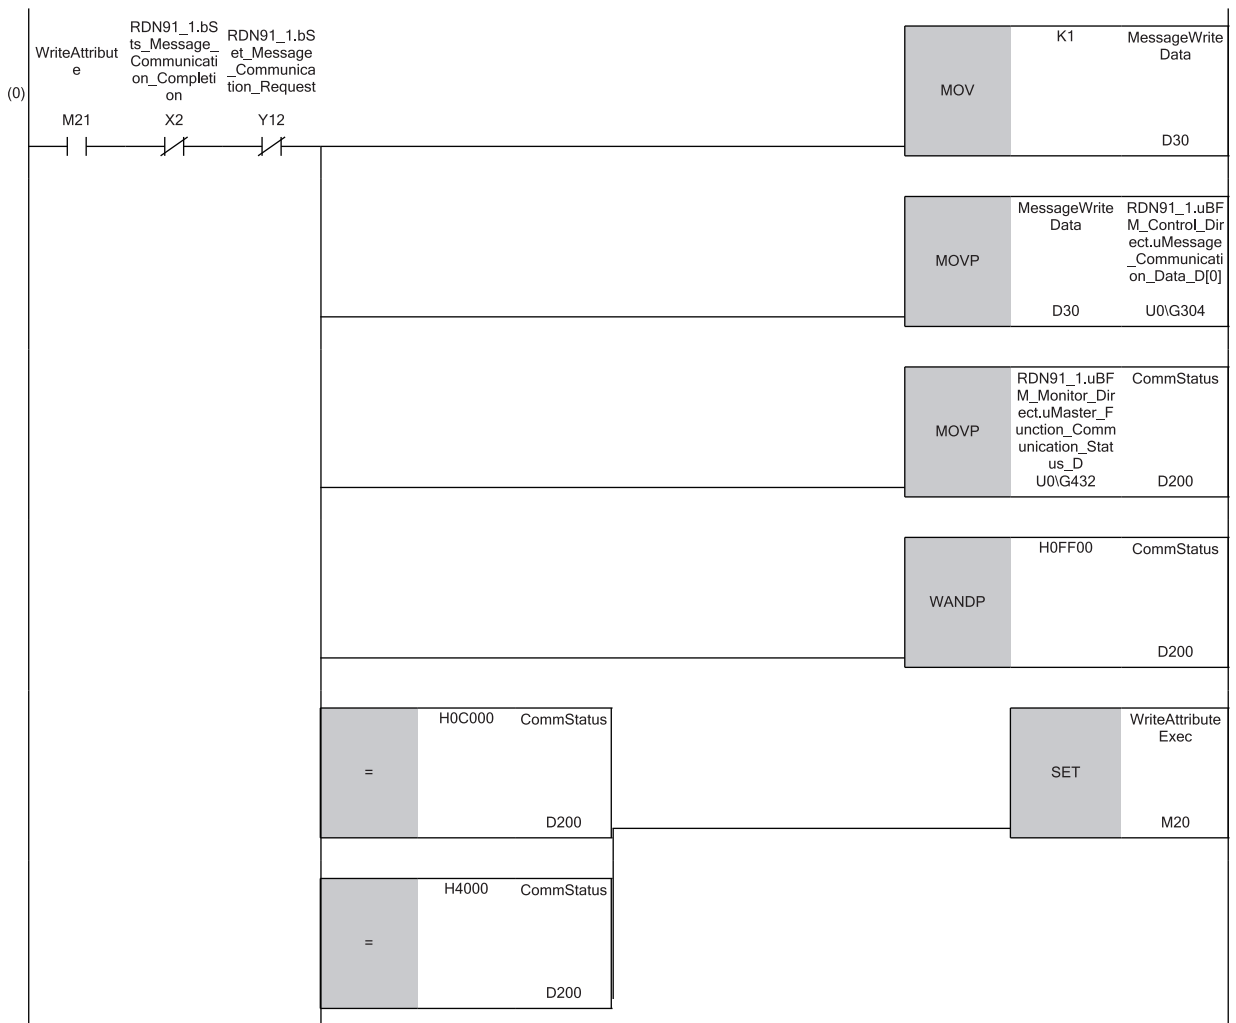 (0)
WriteAttribut
e
M21
RDN91_1.bS
ts_Message_
Communicati
on_Completi
on
X2
RDN91_1.bS
et_Message
_Communica
tion_Request
Y12
MOV
K1
MessageWrite
Data
D30
MOVP
MessageWrite
Data
D30
RDN91_1.uBF
M_Control_Dir
ect.uMessage
_Communicati
on_Data_D[0]
U0\G304
MOVP
RDN91_1.uBF
M_Monitor_Dir
ect.uMaster_F
unction_Comm
unication_Stat
us_D
U0\G432
CommStatus
D200
WANDP
H0FF00
CommStatus
D200
=
H0C000
CommStatus
D200
SET
WriteAttribute
Exec
M20
=
H4000
CommStatus
D200